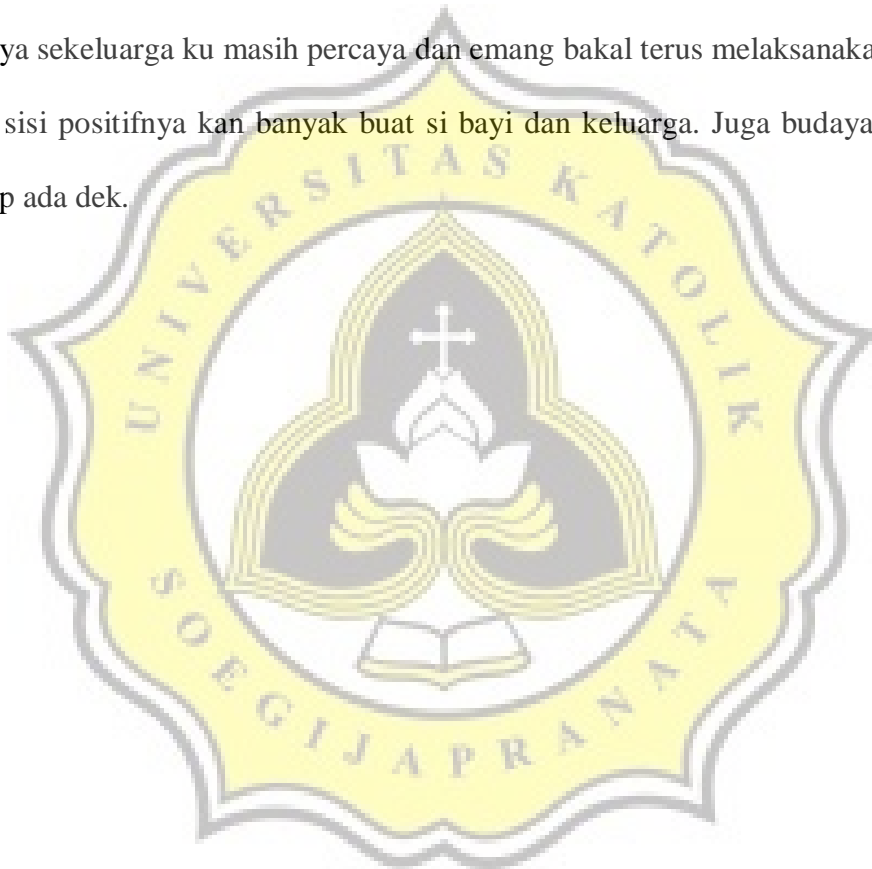 ya sekeluarga ku masih percaya dan emang bakal terus melaksanaka
sisi positifnya kan banyak buat si bayi dan keluarga. Juga budaya
p ada dek.
UNIVERSITAS KATOLIK
SOEGIJAPRANATA